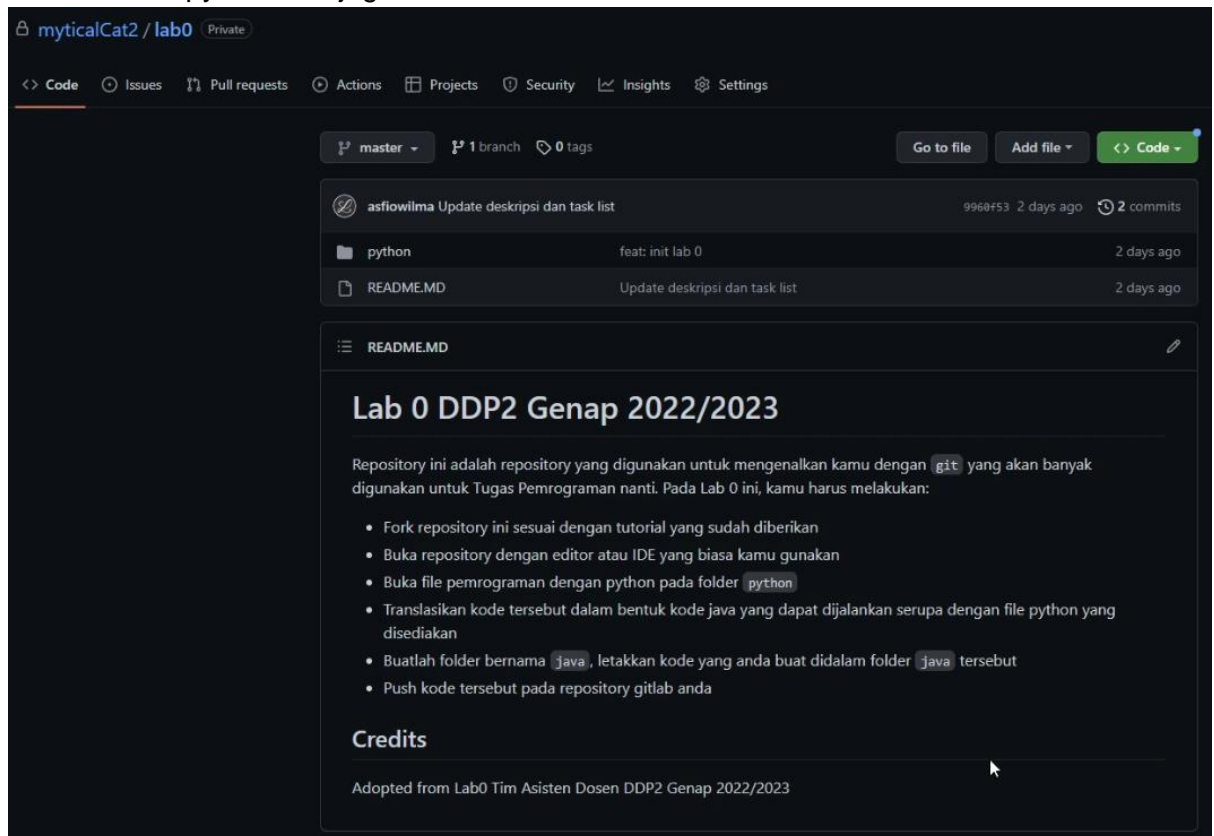 myticalCat2 / lab0 Private
Code Issues Pull requests Actions Projects Security Insights Settings
master 1 branch 0 tags Go to file Add file Code
asfiowilma Update deskripsi dan task list 9960f53 2 days ago 2 commits
python feat: init lab 0 2 days ago
README.MD Update deskripsi dan task list 2 days ago
README.MD
Lab 0 DDP2 Genap 2022/2023
Repository ini adalah repository yang digunakan untuk mengenalkan kamu dengan git yang akan banyak
digunakan untuk Tugas Pemrograman nanti. Pada Lab 0 ini, kamu harus melakukan:
• Fork repository ini sesuai dengan tutorial yang sudah diberikan
• Buka repository dengan editor atau IDE yang biasa kamu gunakan
• Buka file pemrograman dengan python pada folder python
• Translasikan kode tersebut dalam bentuk kode java yang dapat dijalankan serupa dengan file python yang
disediakan
• Buatlah folder bernama java, letakkan kode yang anda buat didalam folder java tersebut
• Push kode tersebut pada repository gitlab anda
Credits
Adopted from Lab0 Tim Asisten Dosen DDP2 Genap 2022/2023